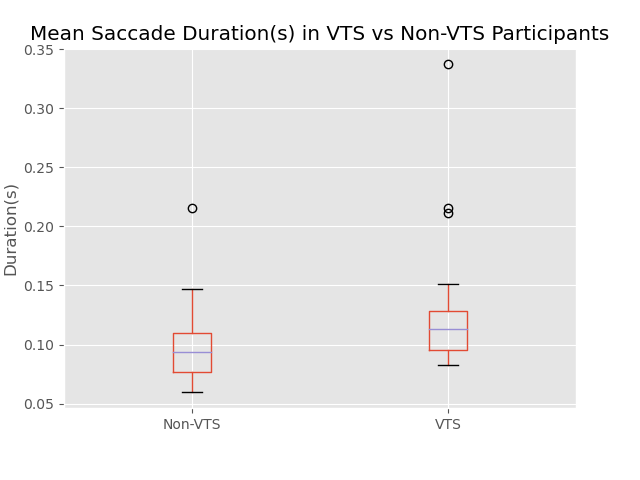 Mean Saccade Duration(s) in VTS vs Non-VTS Participants
0.35
0.30
0.25
0.20
0.15
0.10
0.05
Duration(s)
Non-VTS
VTS